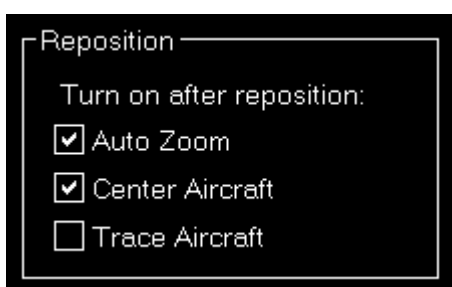 Reposition
Turn on after reposition:
Auto Zoom
Center Aircraft
Trace Aircraft